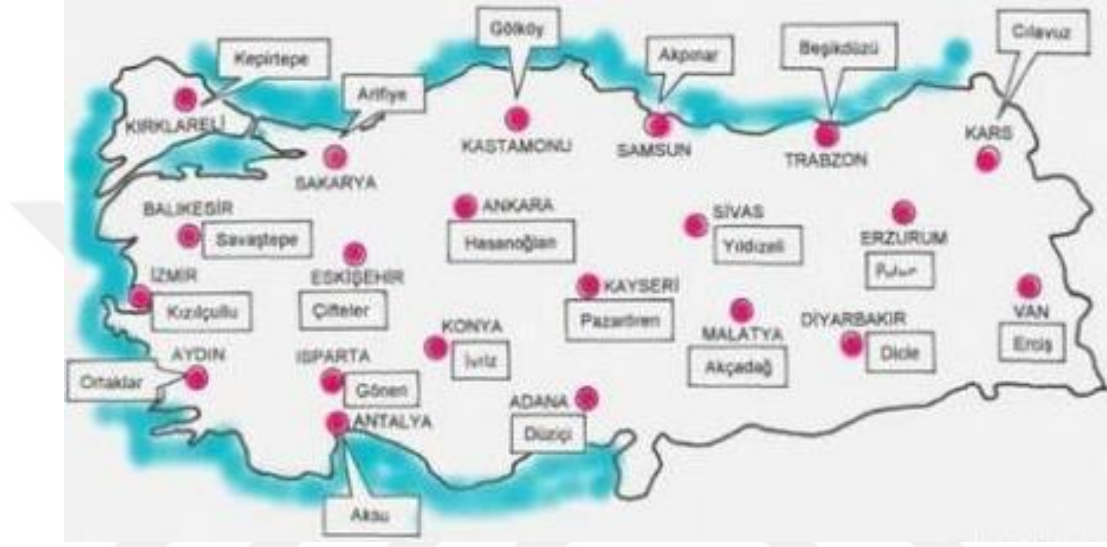 Gölköy
Cılavuz
Kepirtepe
Akpınar
Beşikdüzü
Arifiye
KIRKLARELİ
KASTAMONU
SAMSUN
TRABZON
KARS
SAKARYA
BALIKESİR
Savaştepe
ANKARA
Hasanoğlan
SİVAS
Yıldızeli
ERZURUM
İZMİR
Kızılçullu
ESKİŞEHİR
Çifteler
KAYSERİ
Pazarören
MALATYA
Akçadağ
DİYARBAKIR
Dicle
VAN
Erciş
KONYA
İvriz
AYDIN
Ortaklar
ISPARTA
Gönen
ADANA
Düziçi
ANTALYA
Aksu